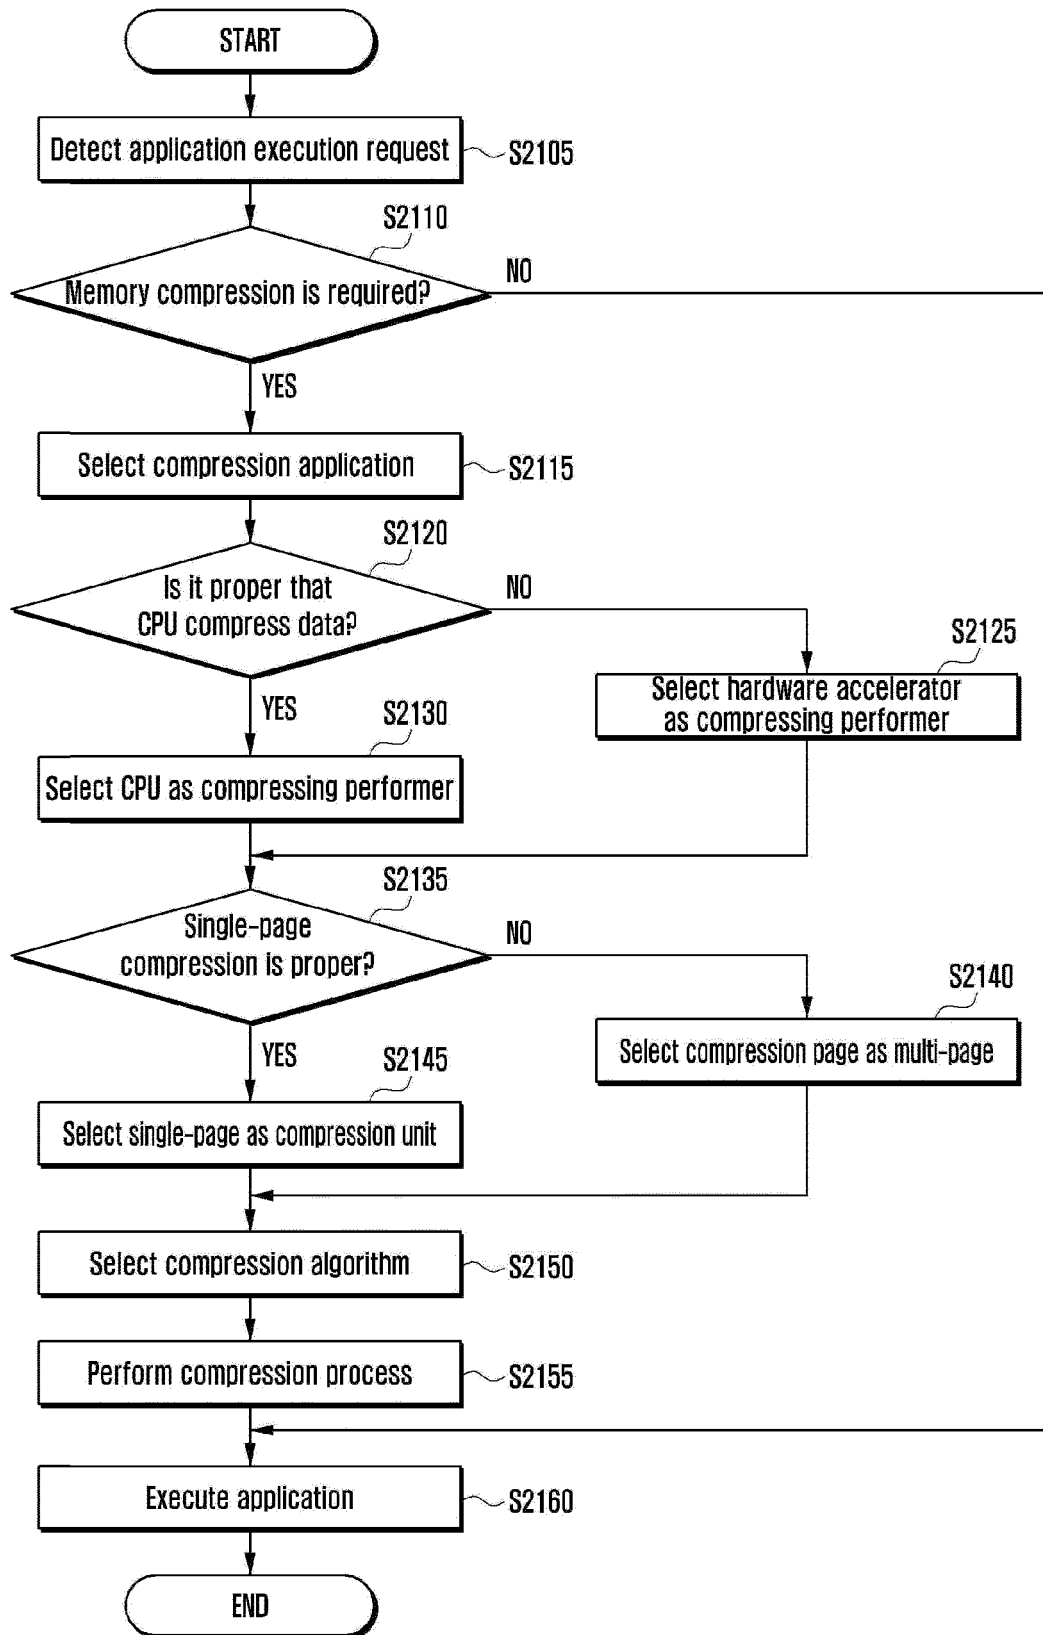 START
Detect application execution request
S2105
S2110
Memory compression is required?
NO
YES
Select compression application
S2115
S2120
Is it proper that
CPU compress data?
NO
S2125
Select hardware accelerator
as compressing performer
YES
S2130
Select CPU as compressing performer
S2135
Single-page
compression is proper?
NO
S2140
Select compression page as multi-page
YES
S2145
Select single-page as compression unit
Select compression algorithm
S2150
Perform compression process
S2155
Execute application
S2160
END